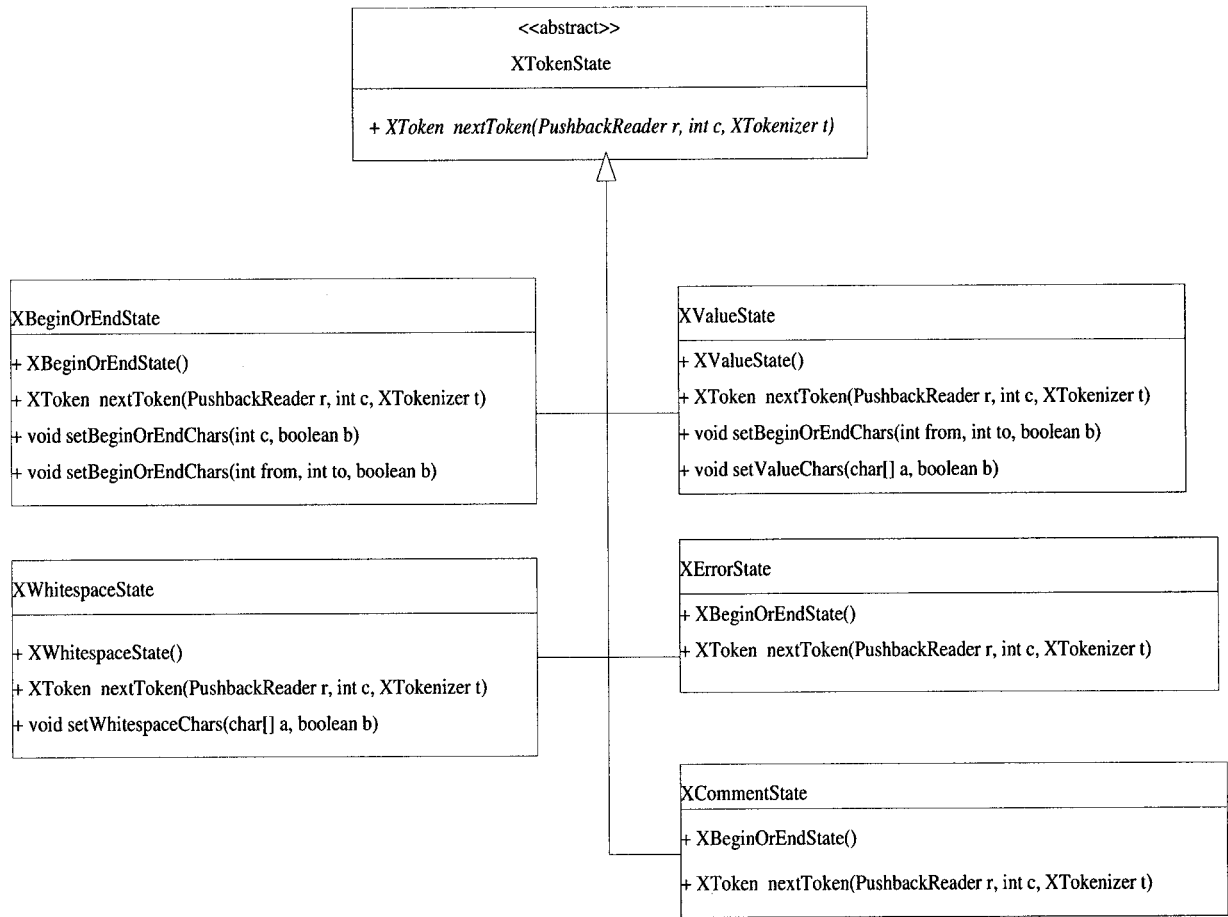 <<abstract>>
XTokenState
+ XToken nextToken(PushbackReader r, int c, XTokenizer t)
XBeginOrEndState
+ XBeginOrEndState()
+ XToken nextToken(PushbackReader r, int c, XTokenizer t)
+ void setBeginOrEndChars(int c, boolean b)
+ void setBeginOrEndChars(int from, int to, boolean b)
XValueState
+ XValueState()
+ XToken nextToken(PushbackReader r, int c, XTokenizer t)
+ void setBeginOrEndChars(int from, int to, boolean b)
+ void setValueChars(char[] a, boolean b)
XWhitespaceState
+ XWhitespaceState()
+ XToken nextToken(PushbackReader r, int c, XTokenizer t)
+ void setWhitespaceChars(char[] a, boolean b)
XErrorState
+ XBeginOrEndState()
+ XToken nextToken(PushbackReader r, int c, XTokenizer t)
XCommentState
+ XBeginOrEndState()
+ XToken nextToken(PushbackReader r, int c, XTokenizer t)